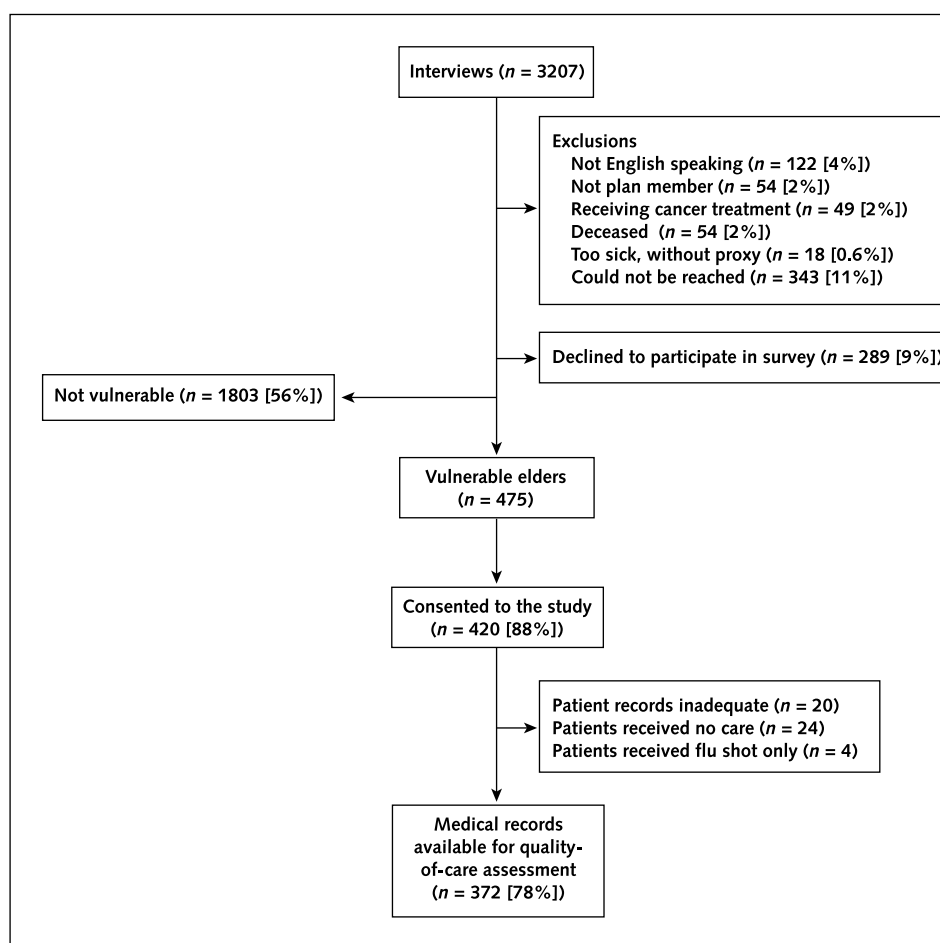 Interviews (n = 3207)
Exclusions
Not English speaking (n = 122 [4%])
Not plan member (n = 54 [2%])
Receiving cancer treatment (n = 49 [2%])
Deceased (n = 54 [2%])
Too sick, without proxy (n = 18 [0.6%])
Could not be reached (n = 343 [11%])
Declined to participate in survey (n = 289 [9%])
Not vulnerable (n = 1803 [56%])
Vulnerable elders
(n = 475)
Consented to the study
(n = 420 [88%])
Patient records inadequate (n = 20)
Patients received no care (n = 24)
Patients received flu shot only (n = 4)
Medical records
available for quality-
of-care assessment
(n = 372 [78%])